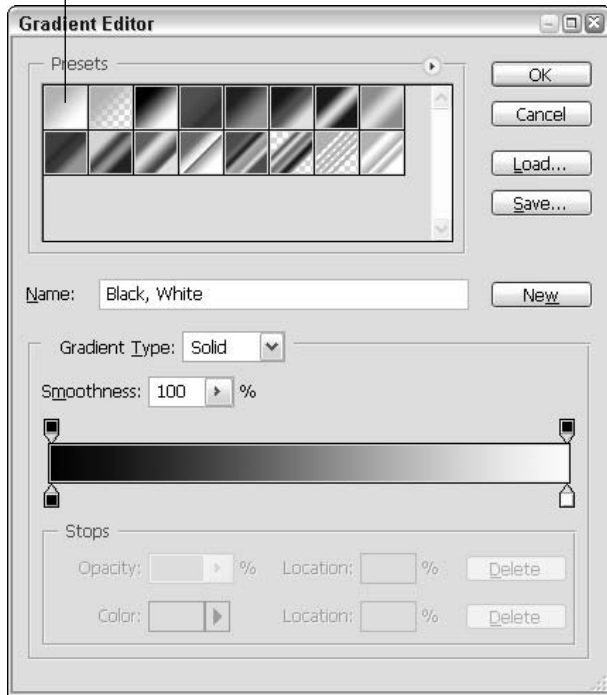 Gradient Editor
Presets
OK
Cancel
Load...
Save...
Name: Black, White
New
Gradient Type: Solid
Smoothness: 100 %
Stops
Opacity: % Location: % Delete
Color: Location: % Delete